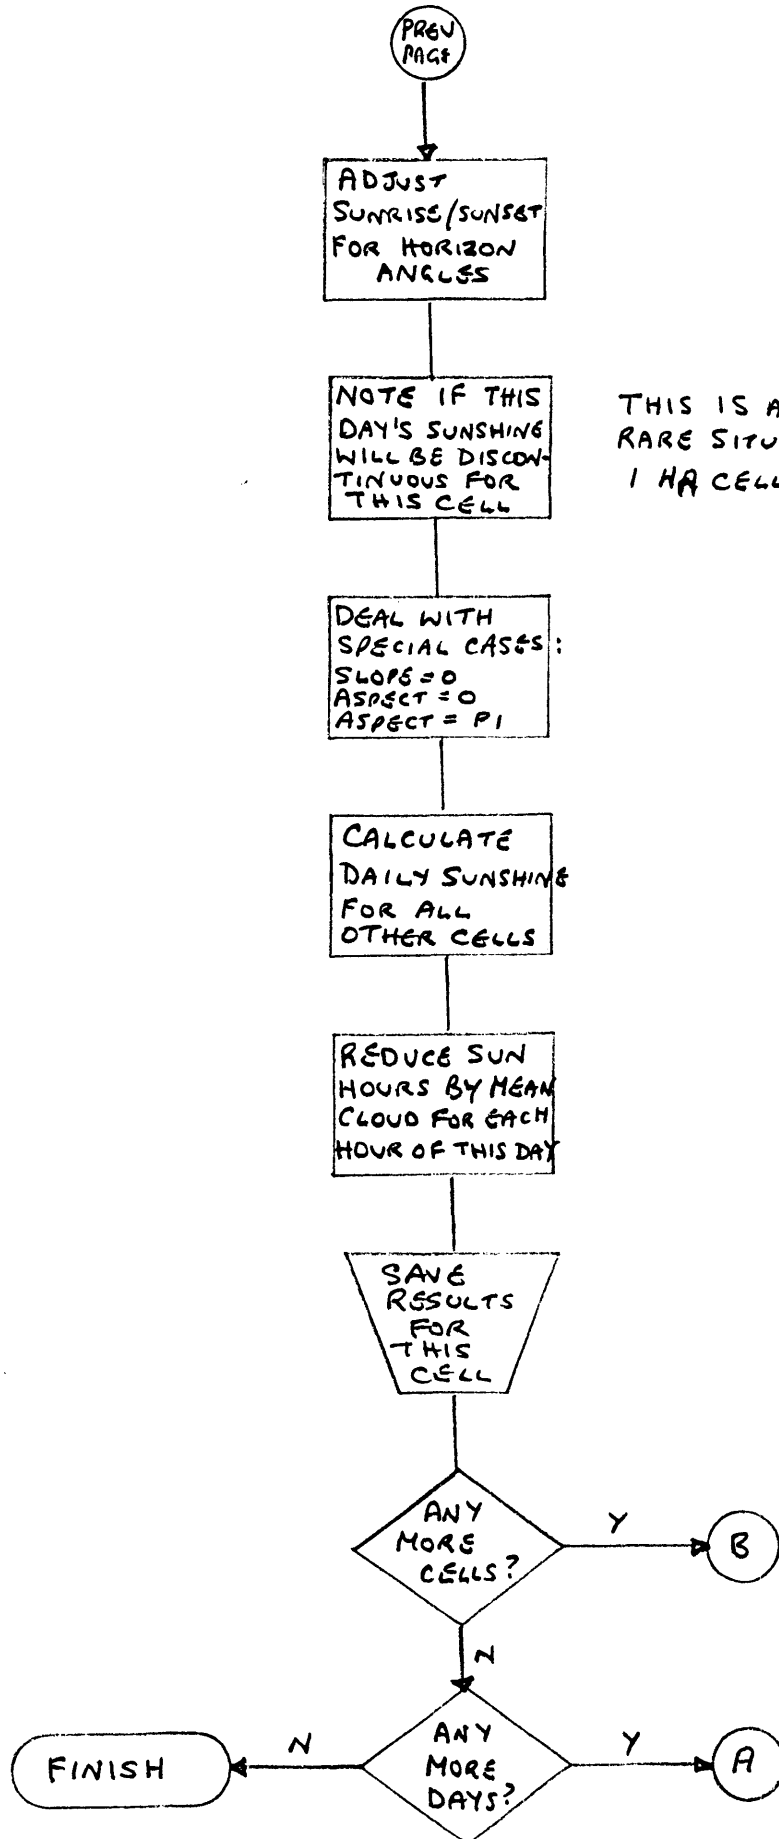 PREV
PAGE
ADJUST
SUNRISE/SUNSET
FOR HORIZON
ANGLES
NOTE IF THIS
DAY'S SUNSHINE
WILL BE DISCON-
TINUOUS FOR
THIS CELL
THIS IS A
RARE SITU
1 HA CELL
DEAL WITH
SPECIAL CASES:
SLOPE = 0
ASPECT = 0
ASPECT = PI
CALCULATE
DAILY SUNSHINE
FOR ALL
OTHER CELLS
REDUCE SUN
HOURS BY MEAN
CLOUD FOR EACH
HOUR OF THIS DAY
SAVE
RESULTS
FOR
THIS
CELL
ANY
MORE
CELLS?
Y
B
N
ANY
MORE
DAYS?
N
FINISH
Y
A